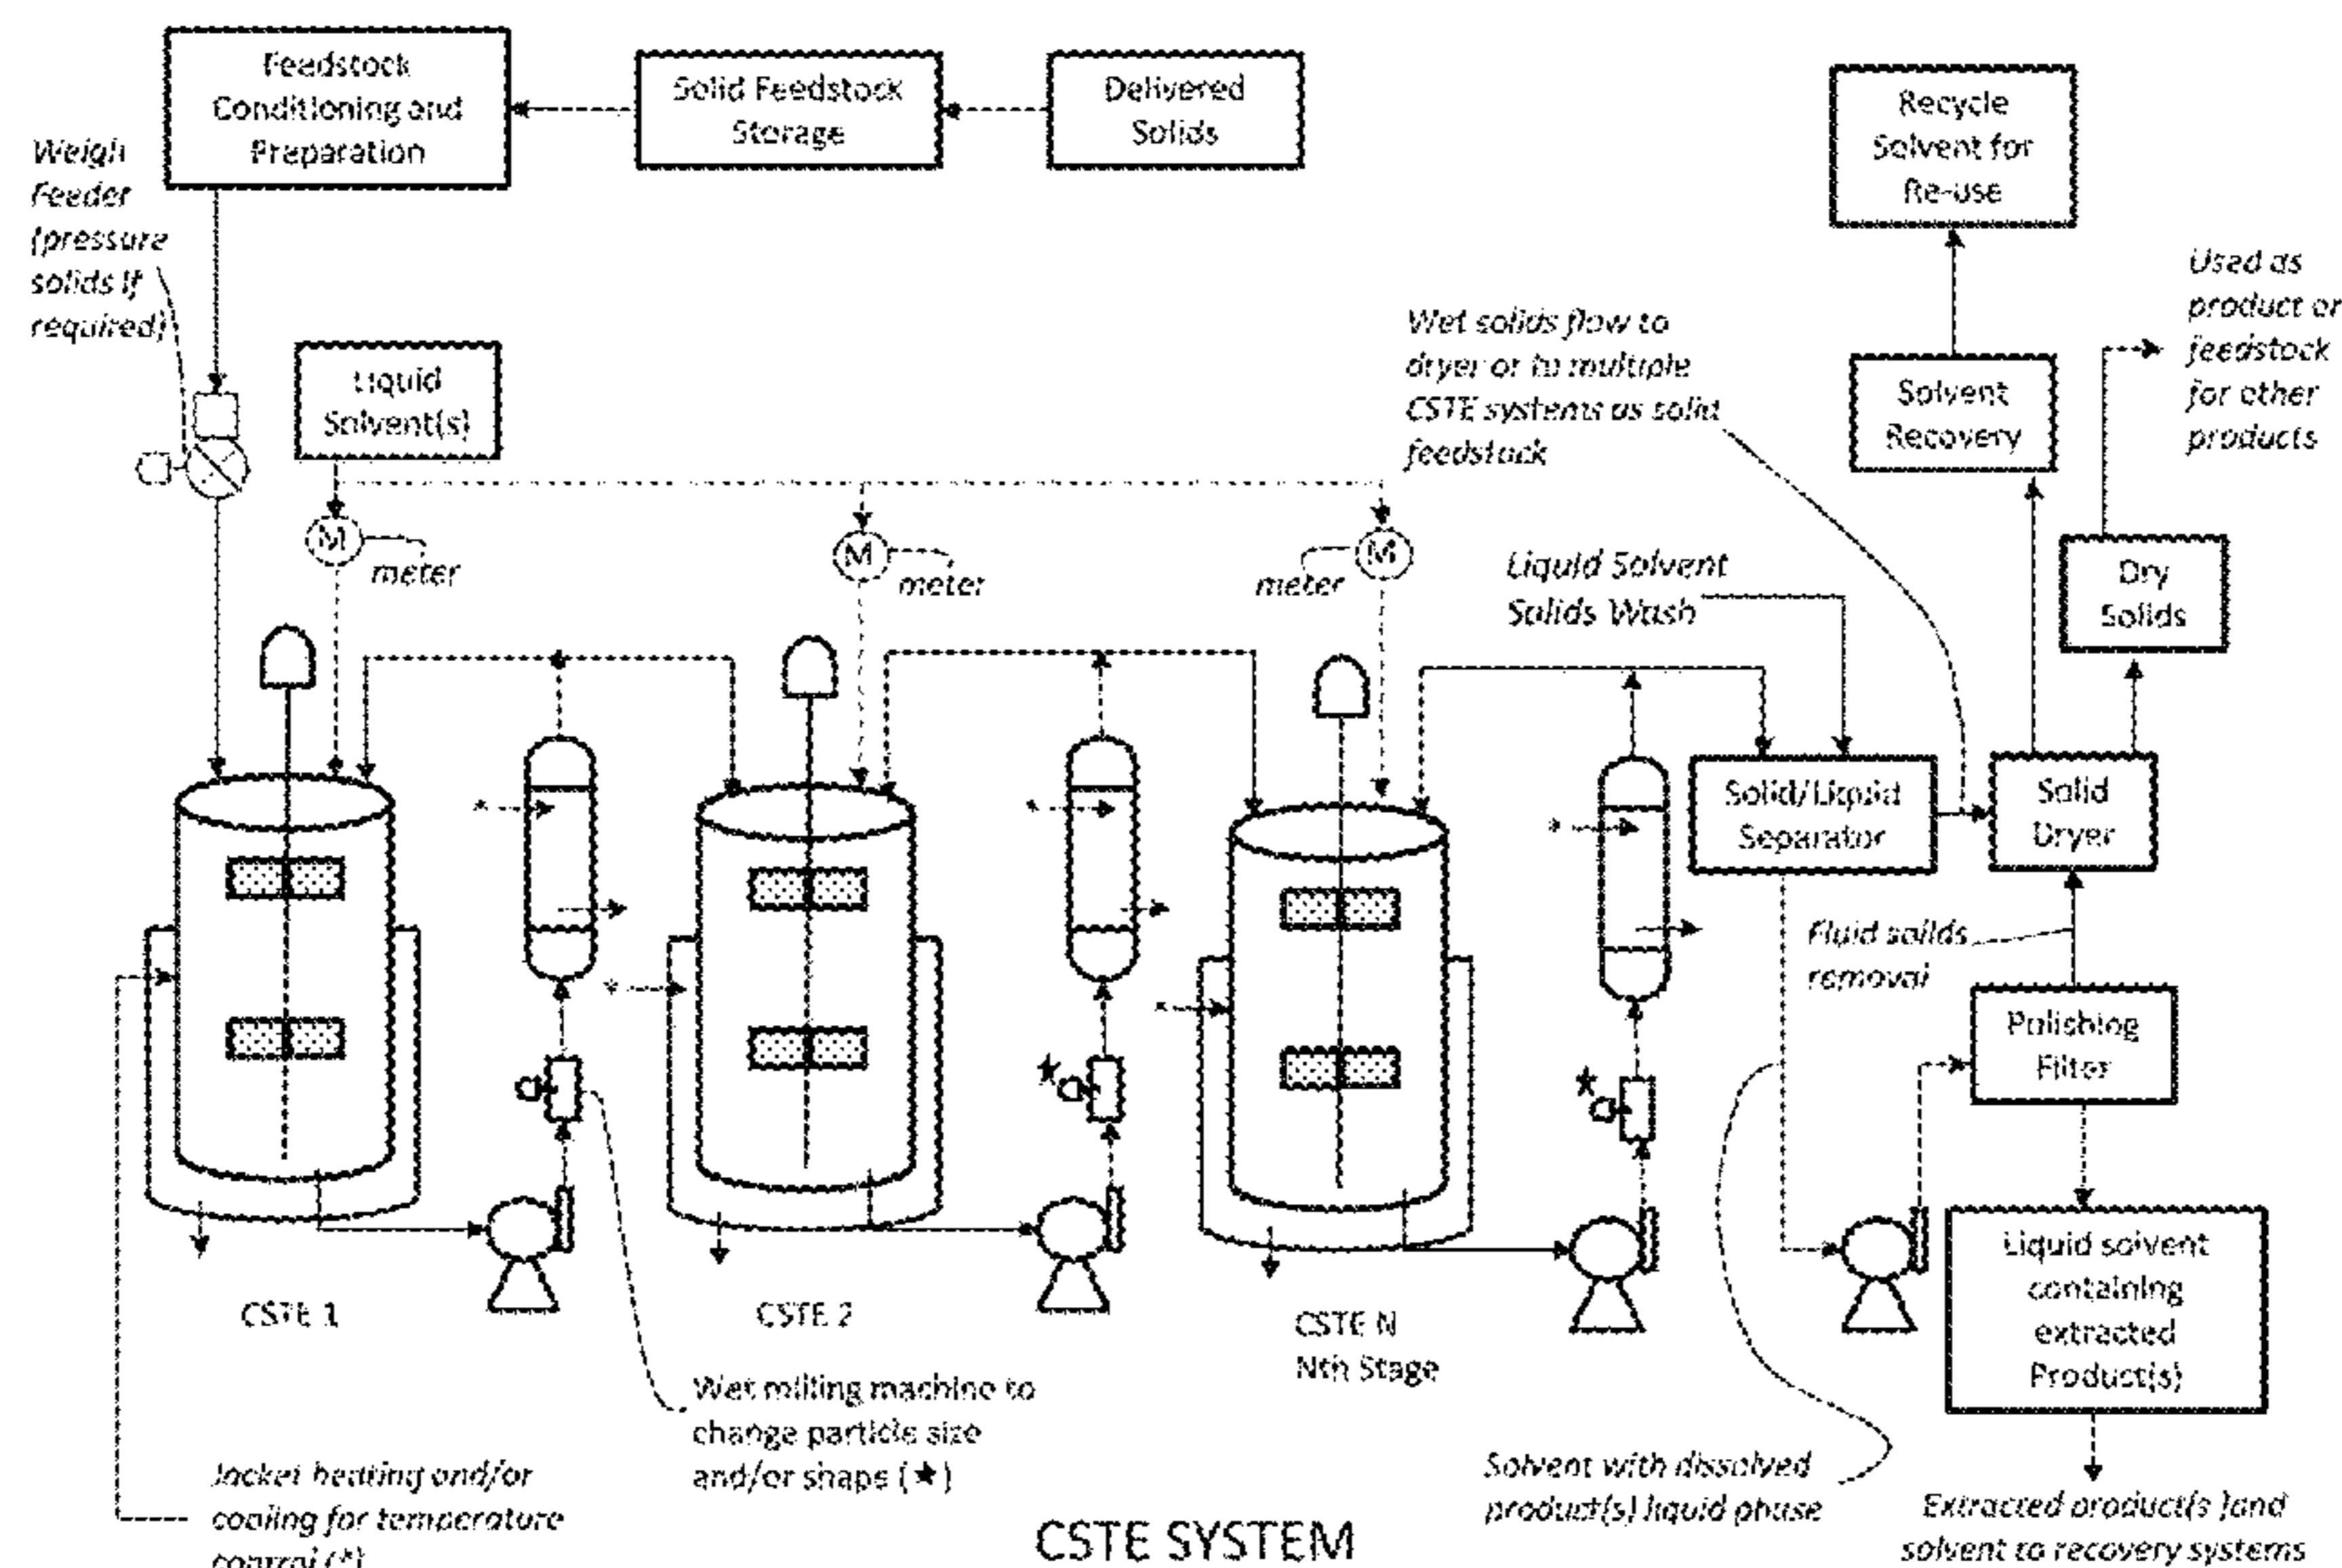 Feedstock
Conditioning and
Preparation
Solid Feedstock
Storage
Delivered
Solids
Recycle
Solvent for
Re-use
Weigh
Feeder
(pressure
solids if
required)
Used as
product or
feedstock
for other
products
Wet solids flow to
dryer or to multiple
CSTE systems as solid
feedstock
Liquid
Solvent(s)
Solvent
Recovery
M
meter
M
meter
M
meter
Liquid Solvent
Solids Wash
Dry
Solids
Solid/Liquid
Separator
Solid
Dryer
*
*
*
*
*
Fluid solids
removal
Polishing
Filter
★
★
Liquid solvent
containing
extracted
Product(s)
CSTE 1
CSTE 2
CSTE N
Nth Stage
Wet milling machine to
change particle size
and/or shape (★)
Jacket heating and/or
cooling for temperature
control (*)
Solvent with dissolved
product(s) liquid phase
Extracted product(s )and
solvent to recovery systems
CSTE SYSTEM